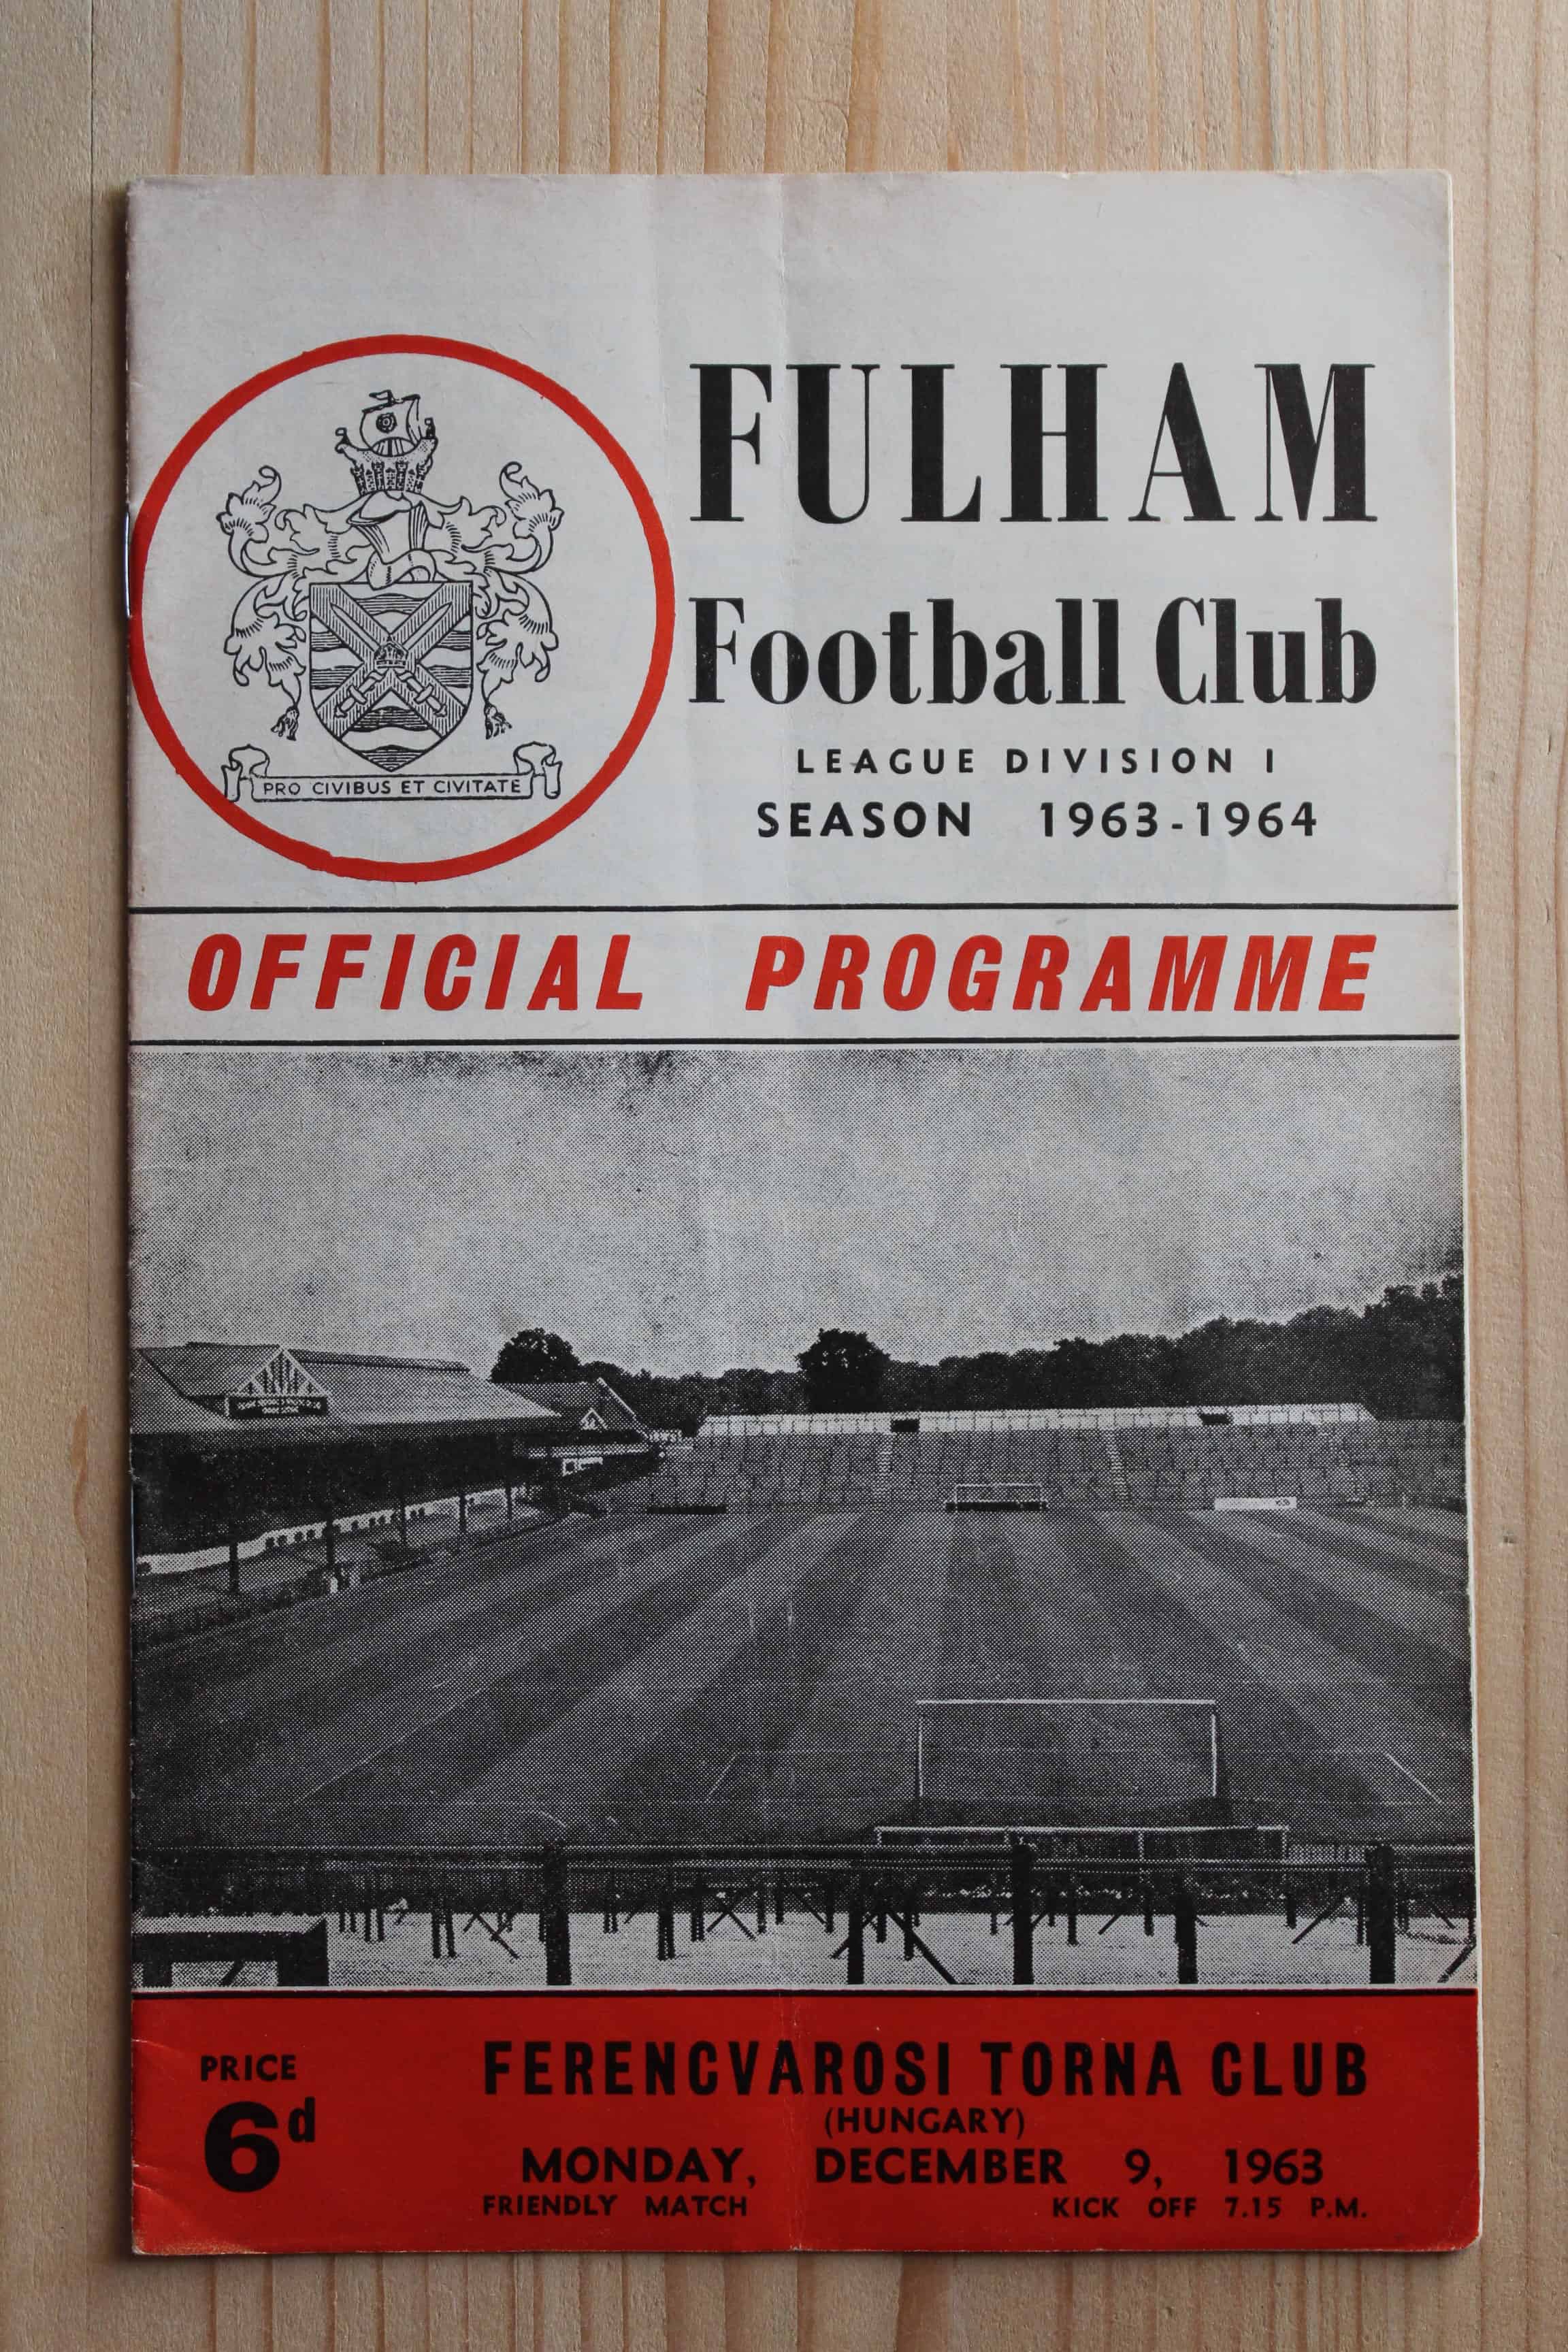 FULHAM
Football Club
LEAGUE DIVISION I
SEASON 1963-1964
PRO CIVIBUS ET CIVITATE
OFFICIAL PROGRAMME
PRICE
6d
FERENCVAROSI TORNA CLUB
(HUNGARY)
MONDAY, DECEMBER 9, 1963
FRIENDLY MATCH KICK OFF 7.15 P.M.